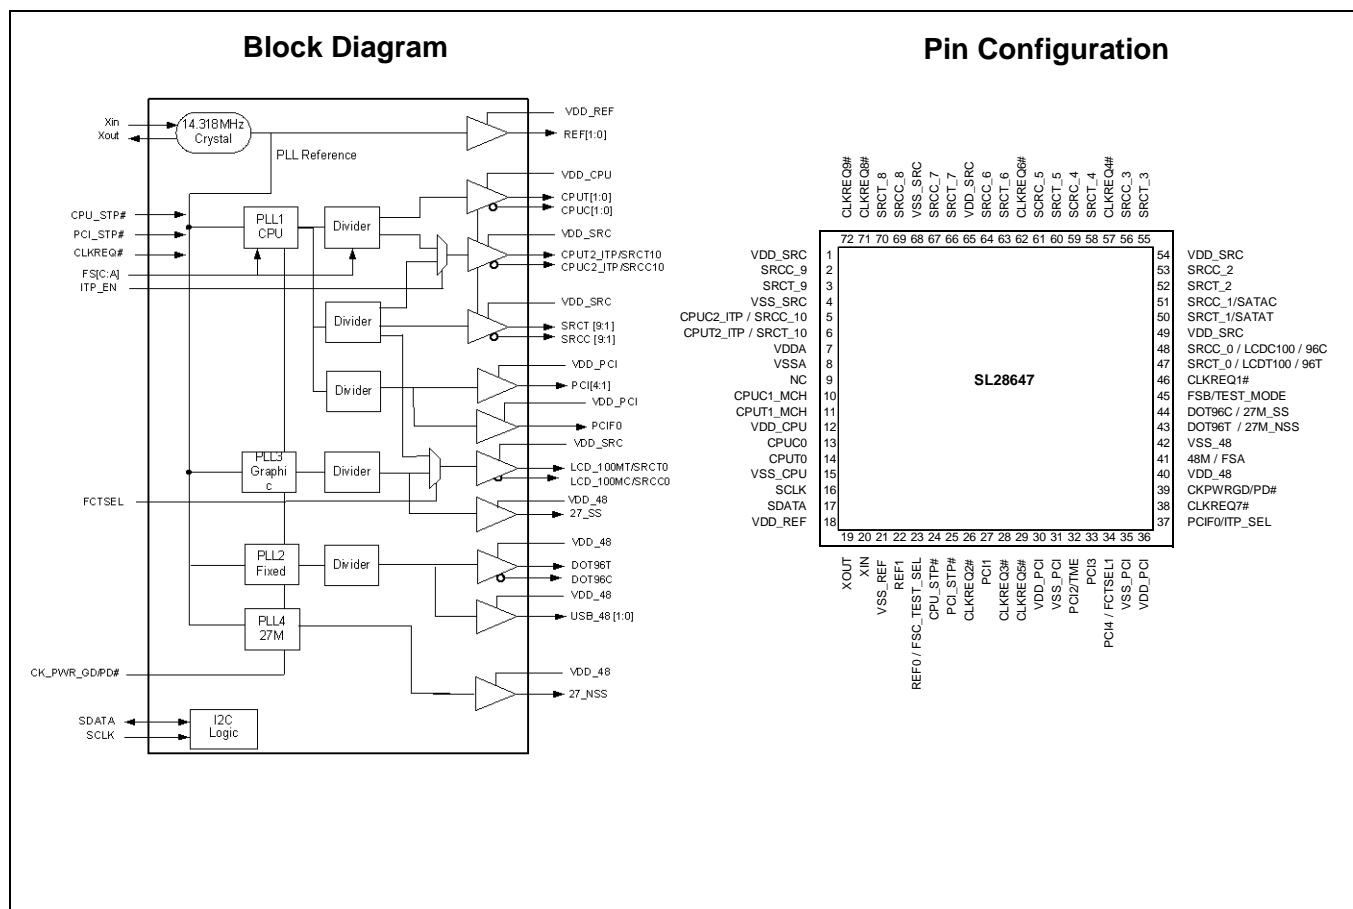 Block Diagram
Pin Configuration
Xin
Xout
14.318MHz
Crystal
PLL Reference
VDD_REF
REF[1:0]
VDD_CPU
CPUT[1:0]
CPUC[1:0]
CPU_STP#
PCI_STP#
CLKREQ#
FS[C:A]
ITP_EN
PLL1
CPU
Divider
VDD_SRC
CPUT2_ITP/SRCT10
CPUC2_ITP/SRCC10
Divider
VDD_SRC
SRCT [9:1]
SRCC [9:1]
Divider
VDD_PCI
PCI[4:1]
VDD_PCI
PCIF0
PLL3
Graphi
c
Divider
VDD_SRC
LCD_100MT/SRCT0
LCD_100MC/SRCC0
FCTSEL
VDD_48
27_SS
PLL2
Fixed
Divider
VDD_48
DOT96T
DOT96C
VDD_48
USB_48 [1:0]
PLL4
27M
CK_PWR_GD/PD#
VDD_48
27_NSS
SDATA
SCLK
I2C
Logic
CLKREQ9#
CLKREQ8#
SRCT_8
SRCC_8
VSS_SRC
SRCC_7
SRCT_7
VDD_SRC
SRCC_6
SRCT_6
CLKREQ6#
SCRC_5
SRCT_5
SCRC_4
SRCT_4
CLKREQ4#
SRCC_3
SRCT_3
72 71 70 69 68 67 66 65 64 63 62 61 60 59 58 57 56 55
VDD_SRC 1
SRCC_9 2
SRCT_9 3
VSS_SRC 4
CPUC2_ITP / SRCC_10 5
CPUT2_ITP / SRCT_10 6
VDDA 7
VSSA 8
NC 9
CPUC1_MCH 10
CPUT1_MCH 11
VDD_CPU 12
CPUC0 13
CPUT0 14
VSS_CPU 15
SCLK 16
SDATA 17
VDD_REF 18
SL28647
54 VDD_SRC
53 SRCC_2
52 SRCT_2
51 SRCC_1/SATAC
50 SRCT_1/SATAT
49 VDD_SRC
48 SRCC_0 / LCDC100 / 96C
47 SRCT_0 / LCDT100 / 96T
46 CLKREQ1#
45 FSB/TEST_MODE
44 DOT96C / 27M_SS
43 DOT96T / 27M_NSS
42 VSS_48
41 48M / FSA
40 VDD_48
39 CKPWRGD/PD#
38 CLKREQ7#
37 PCIF0/ITP_SEL
19 20 21 22 23 24 25 26 27 28 29 30 31 32 33 34 35 36
XOUT
XIN
VSS_REF
REF1
REF0 / FSC_TEST_SEL
CPU_STP#
PCI_STP#
CLKREQ2#
PCI1
CLKREQ3#
CLKREQ5#
VDD_PCI
VSS_PCI
PCI2/TME
PCI3
PCI4 / FCTSEL1
VSS_PCI
VDD_PCI